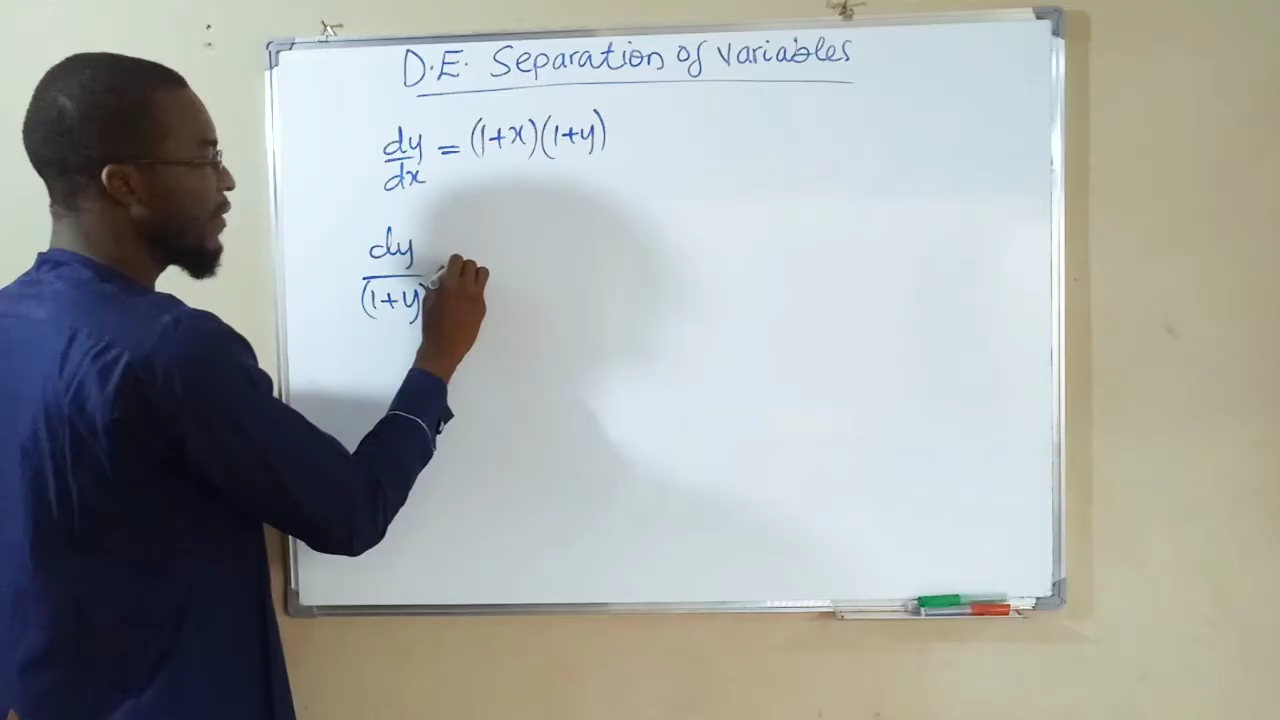 D.E. Separation of variables
dy/dx = (1+x)(1+y)
dy/(1+y)